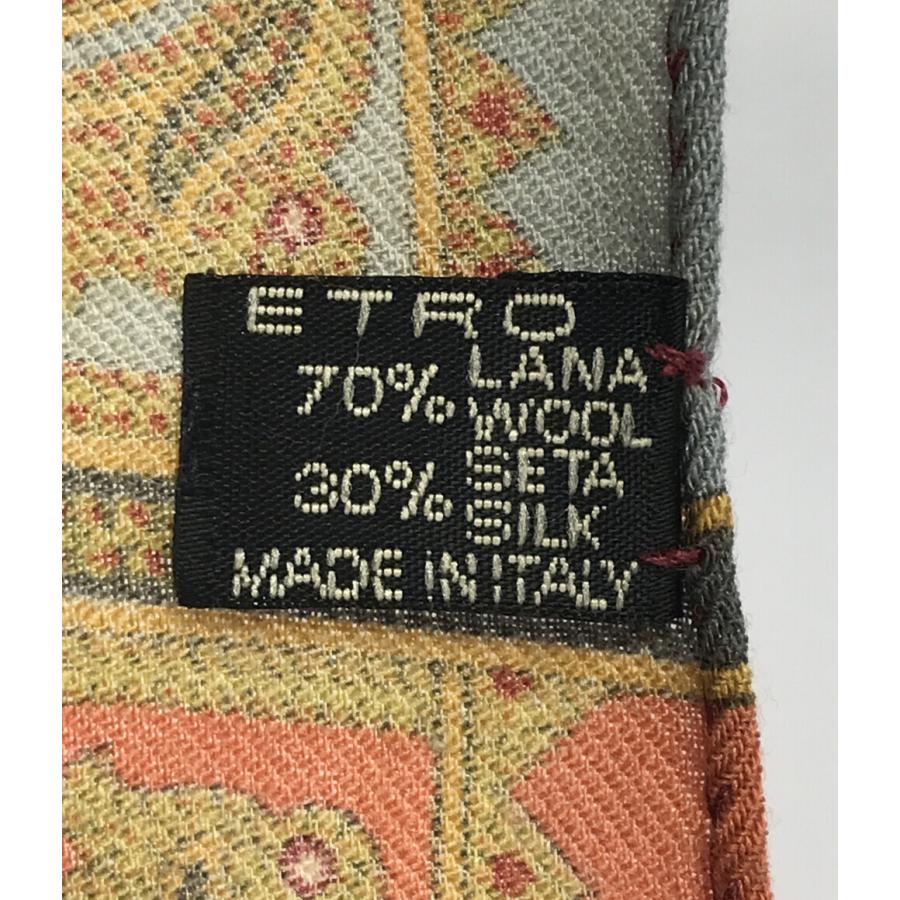 ETRO
70% LANA
WOOL
30% SETA
SILK
MADE IN ITALY